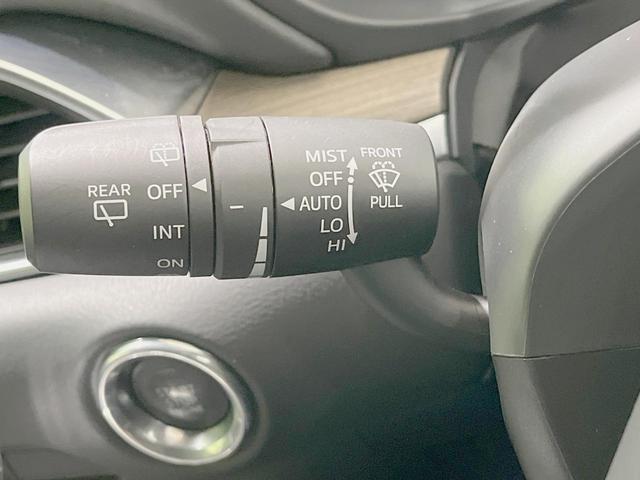 REAR
OFF
INT
ON
MIST
OFF
AUTO
LO
HI
FRONT
PULL